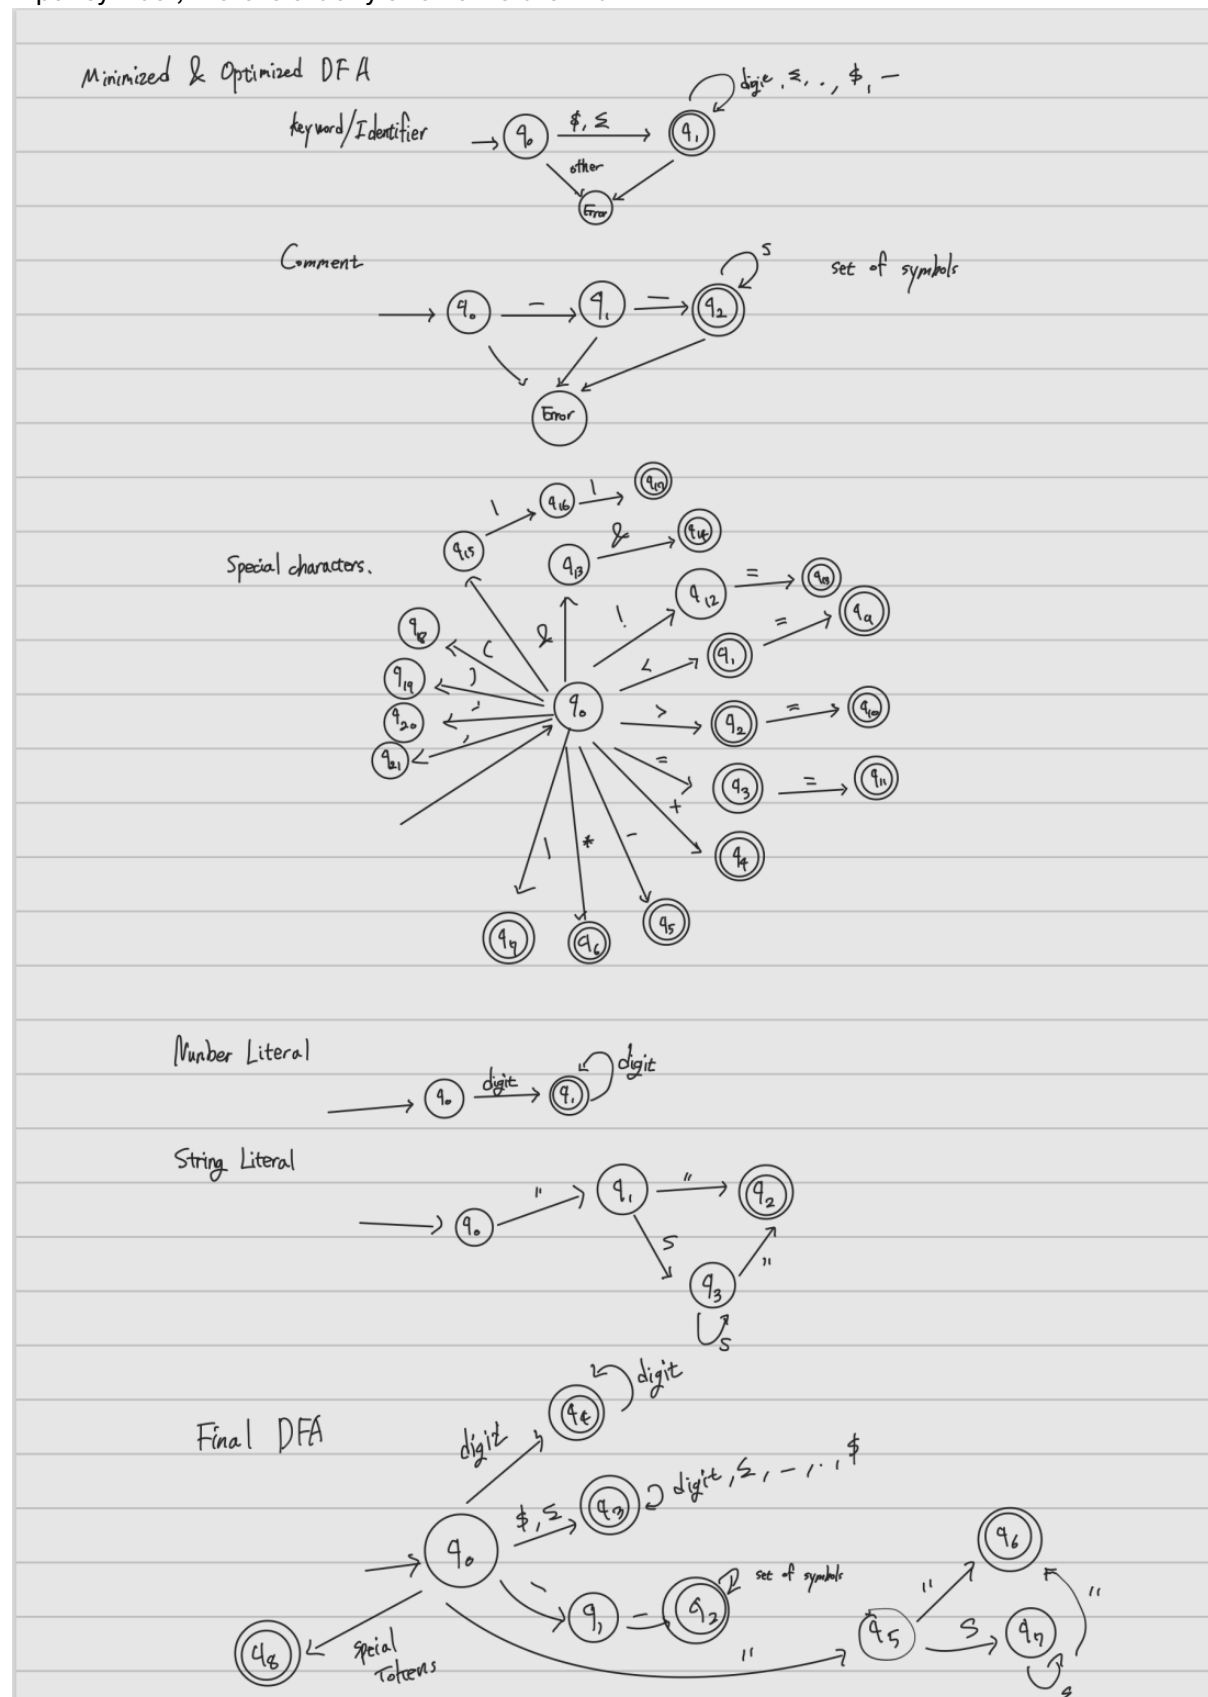 Minimized & Optimized DFA
digit, Σ, ., $, -
keyword/Identifier
q0 $, Σ q1
other
Error
Comment
s
set of symbols
q0 - q1 - q2
Error
| q16 | q17
q15 & q14
Special characters.
q13 = q13
q12
q18 ! = q9
( & < q1
q19 )
q20 q0 > q2 = q10
q21 , = q3 = q11
+
\ * - q4
q7 q6 q5
Number Literal
digit
q0 digit q1
String Literal
q0 " q1 " q2
s
q3 "
s
digit
q4
Final DFA
digit
$, Σ q3 digit, Σ, -, ., $
q0 q6
set of symbols
- q1 - q2 " "
q5 s q7
q8 special
Tokens "
s